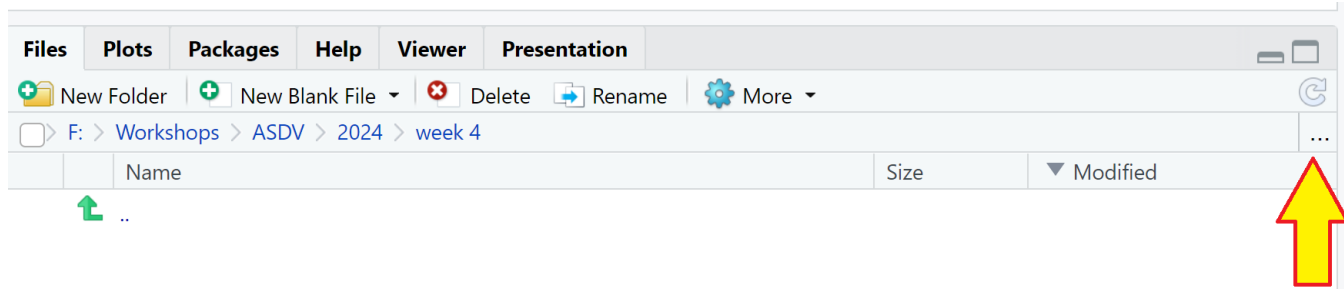 Files Plots Packages Help Viewer Presentation
New Folder New Blank File Delete Rename More
F: > Workshops > ASDV > 2024 > week 4 ...
Name Size Modified
..